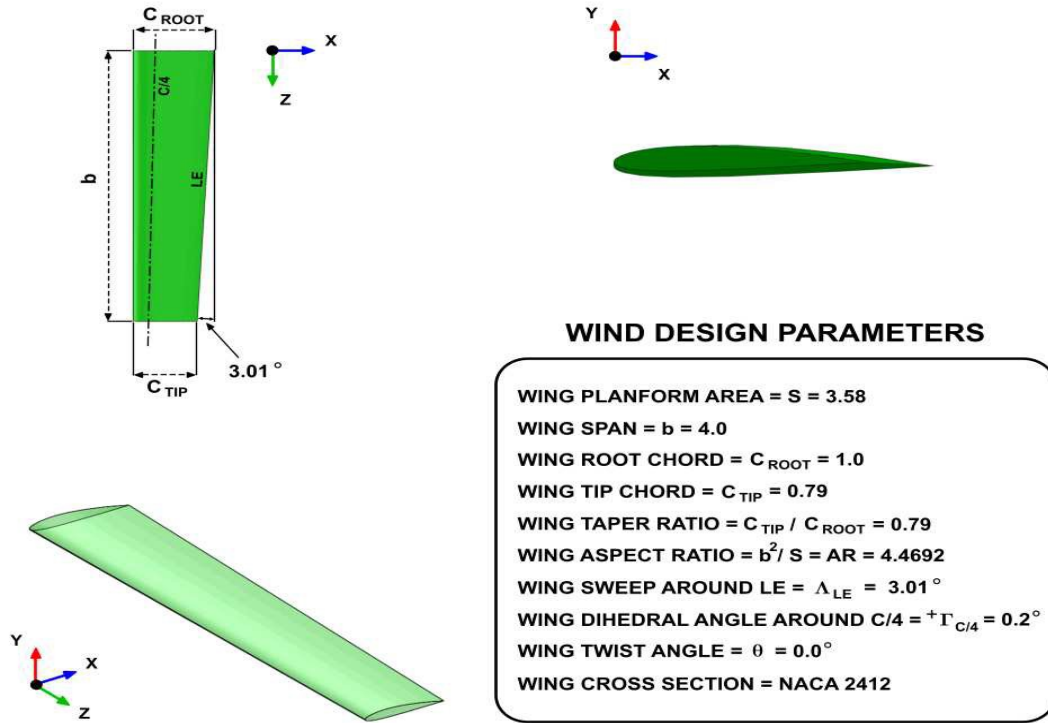 C ROOT
X
Z
C/4
b
LE
3.01 °
C TIP
Y
X
WIND DESIGN PARAMETERS
WING PLANFORM AREA = S = 3.58
WING SPAN = b = 4.0
WING ROOT CHORD = C ROOT = 1.0
WING TIP CHORD = C TIP = 0.79
WING TAPER RATIO = C TIP / C ROOT = 0.79
WING ASPECT RATIO = b²/ S = AR = 4.4692
WING SWEEP AROUND LE = Λ LE = 3.01 °
WING DIHEDRAL ANGLE AROUND C/4 = ⁺Γ C/4 = 0.2°
WING TWIST ANGLE = θ = 0.0°
WING CROSS SECTION = NACA 2412
Y
X
Z